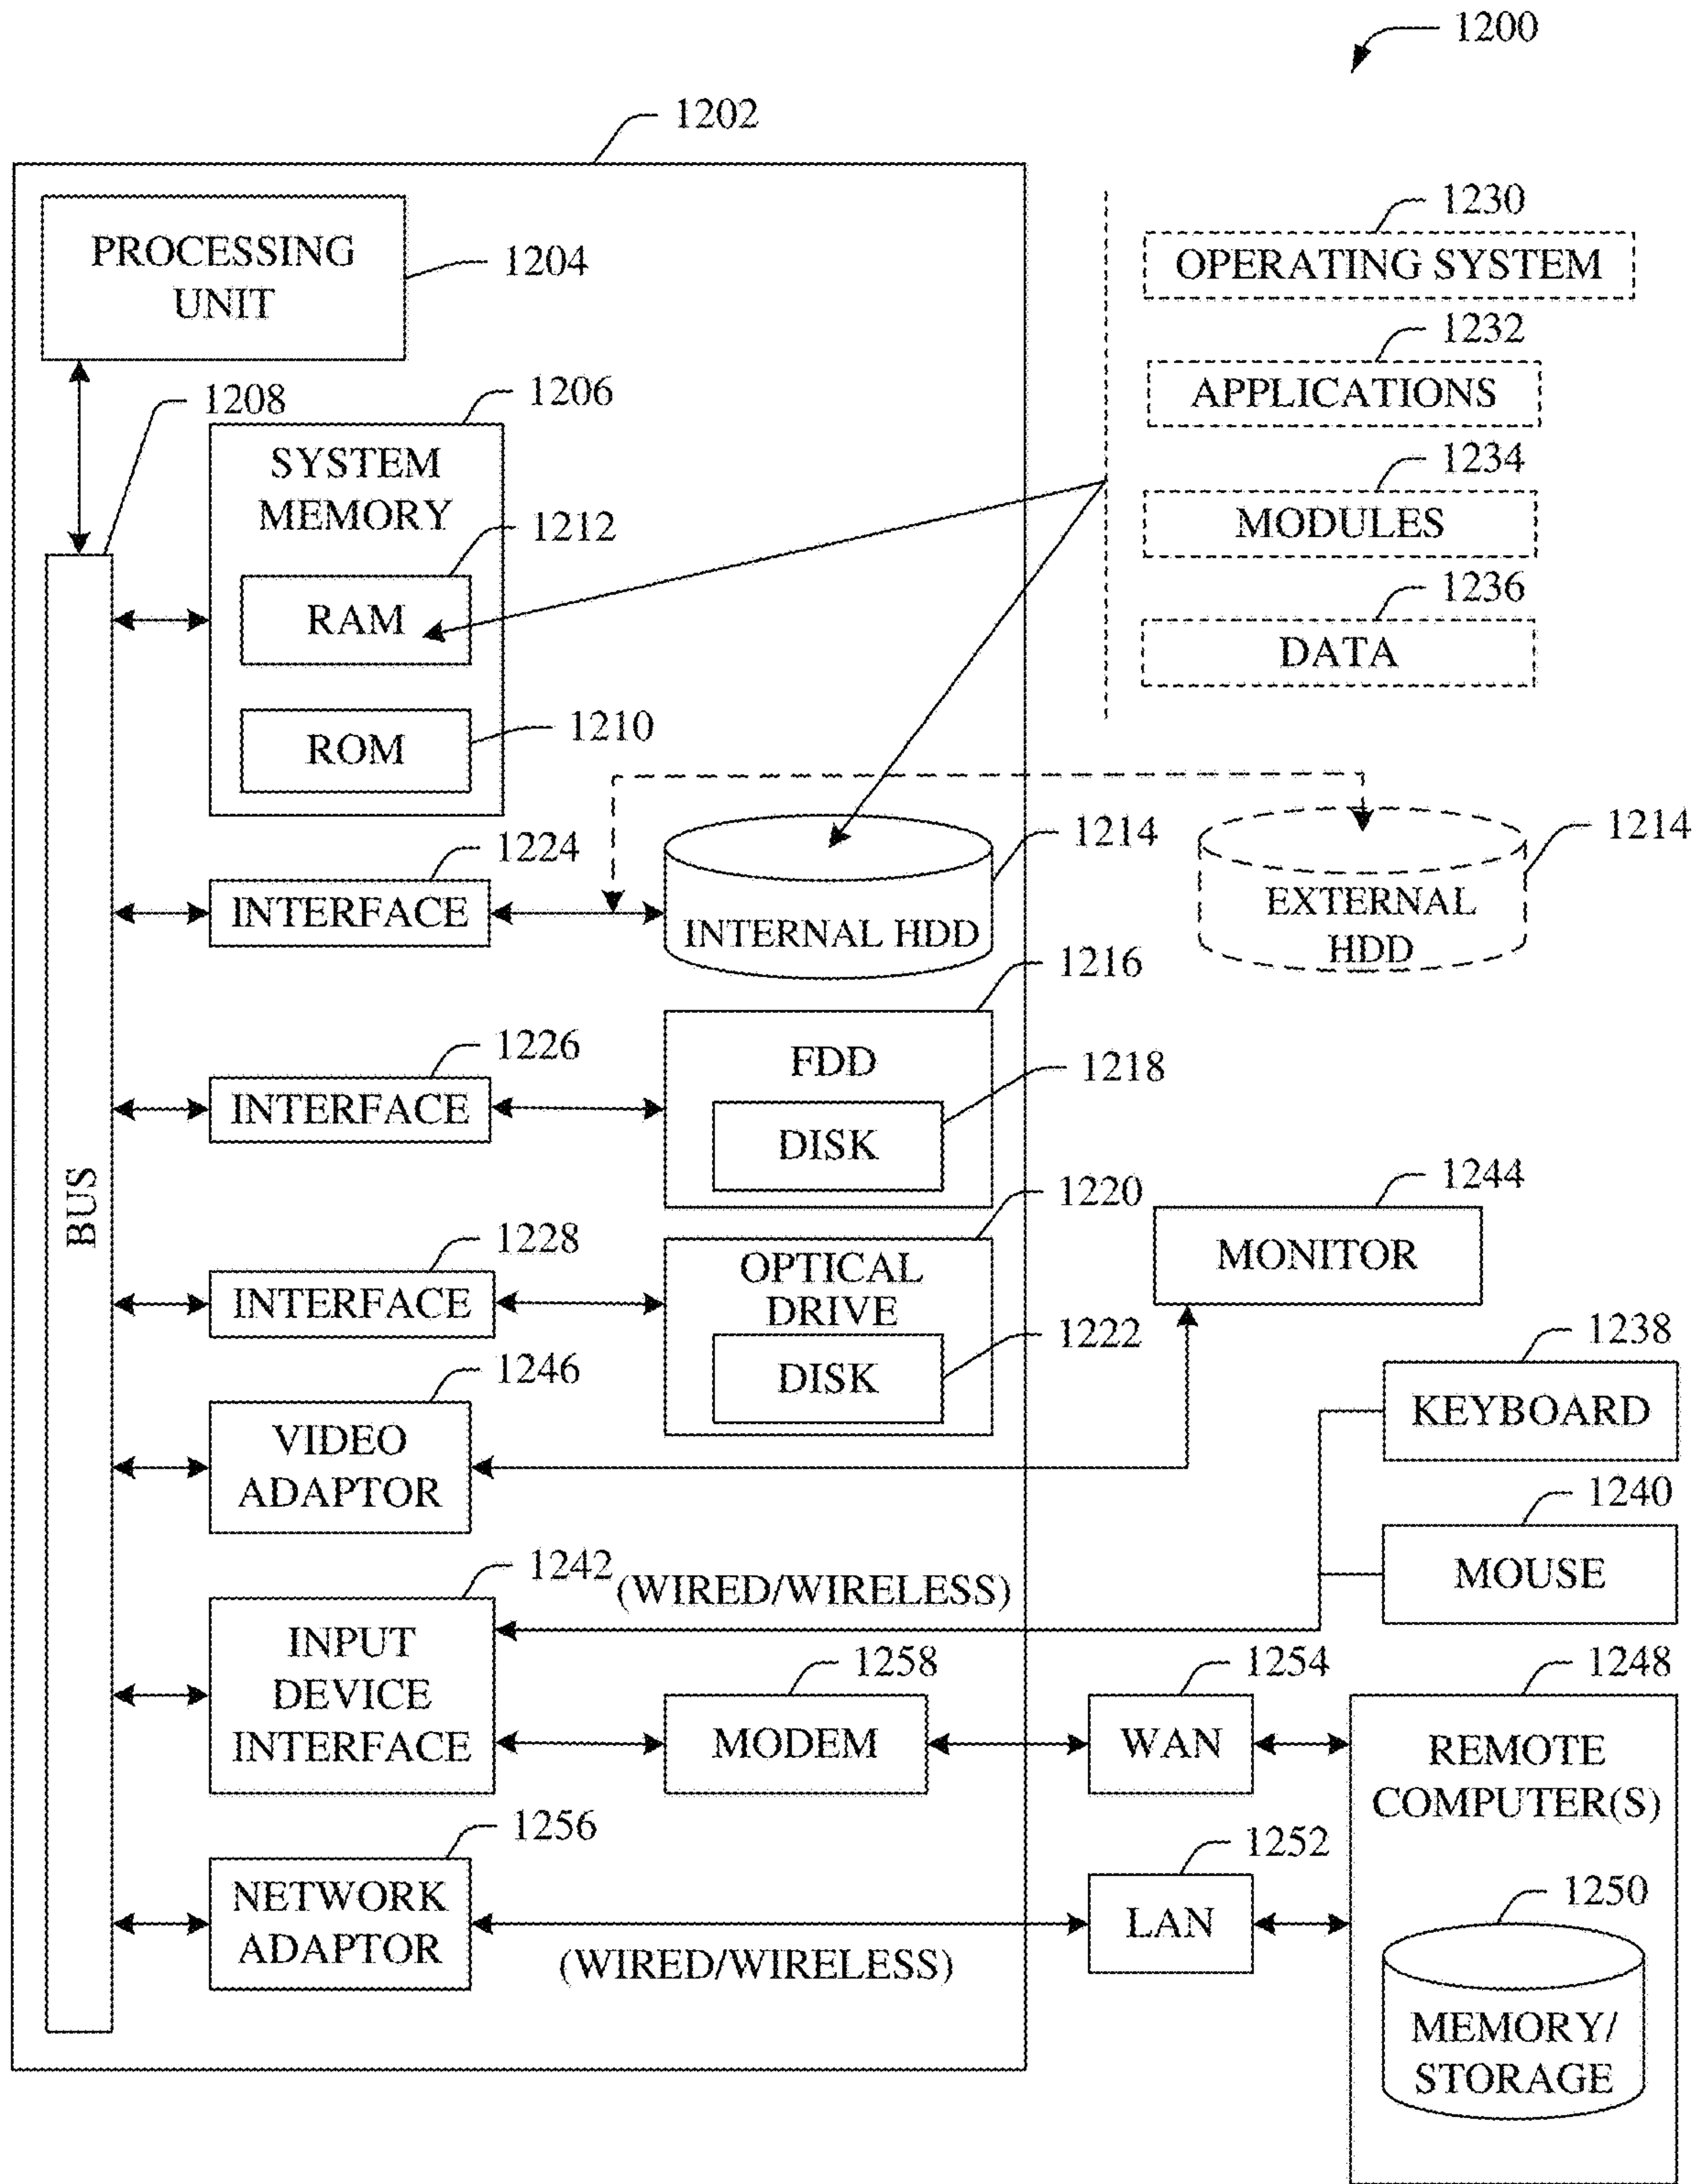 1200
1202
PROCESSING
UNIT
1204
1230
OPERATING SYSTEM
1232
APPLICATIONS
1234
MODULES
1236
DATA
1208
1206
SYSTEM
MEMORY
1212
RAM
1210
ROM
BUS
1224
INTERFACE
1214
INTERNAL HDD
1214
EXTERNAL
HDD
1226
INTERFACE
1216
FDD
1218
DISK
1228
INTERFACE
1220
OPTICAL
DRIVE
1222
DISK
1244
MONITOR
1246
VIDEO
ADAPTOR
1238
KEYBOARD
1240
MOUSE
1242
(WIRED/WIRELESS)
INPUT
DEVICE
INTERFACE
1258
MODEM
1254
WAN
1248
REMOTE
COMPUTER(S)
1256
NETWORK
ADAPTOR
(WIRED/WIRELESS)
1252
LAN
1250
MEMORY/
STORAGE